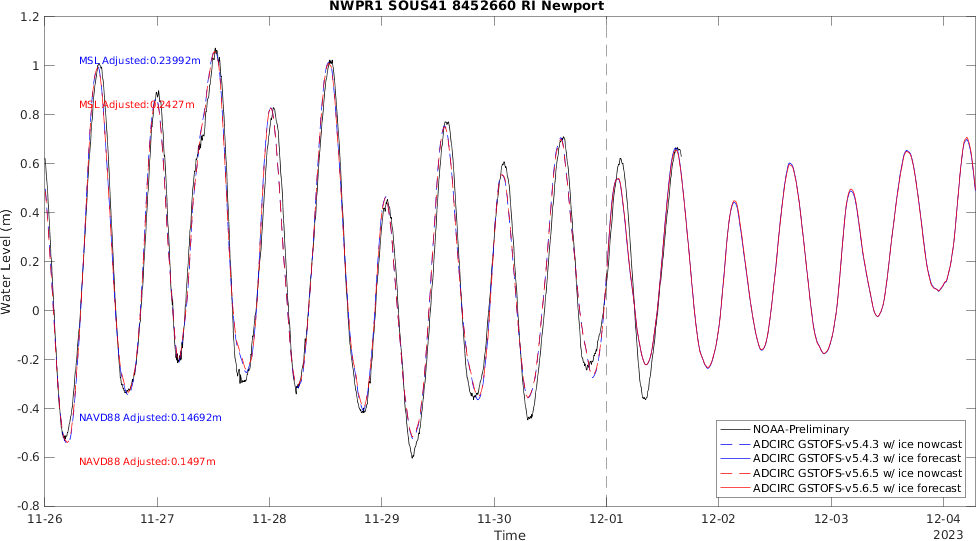 NWPR1 SOUS41 8452660 RI Newport
1.2
1
0.8
0.6
0.4
0.2
0
-0.2
-0.4
-0.6
-0.8
Water Level (m)
MSL Adjusted:0.23992m
MSL Adjusted:0.2427m
NAVD88 Adjusted:0.14692m
NAVD88 Adjusted:0.1497m
NOAA-Preliminary
ADCIRC GSTOFS-v5.4.3 w/ ice nowcast
ADCIRC GSTOFS-v5.4.3 w/ ice forecast
ADCIRC GSTOFS-v5.6.5 w/ ice nowcast
ADCIRC GSTOFS-v5.6.5 w/ ice forecast
11-26 11-27 11-28 11-29 11-30 12-01 12-02 12-03 12-04
Time
2023